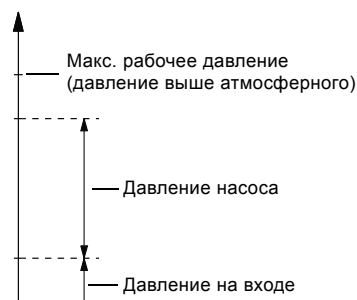 Макс. рабочее давление
(давление выше атмосферного)
Давление насоса
Давление на входе